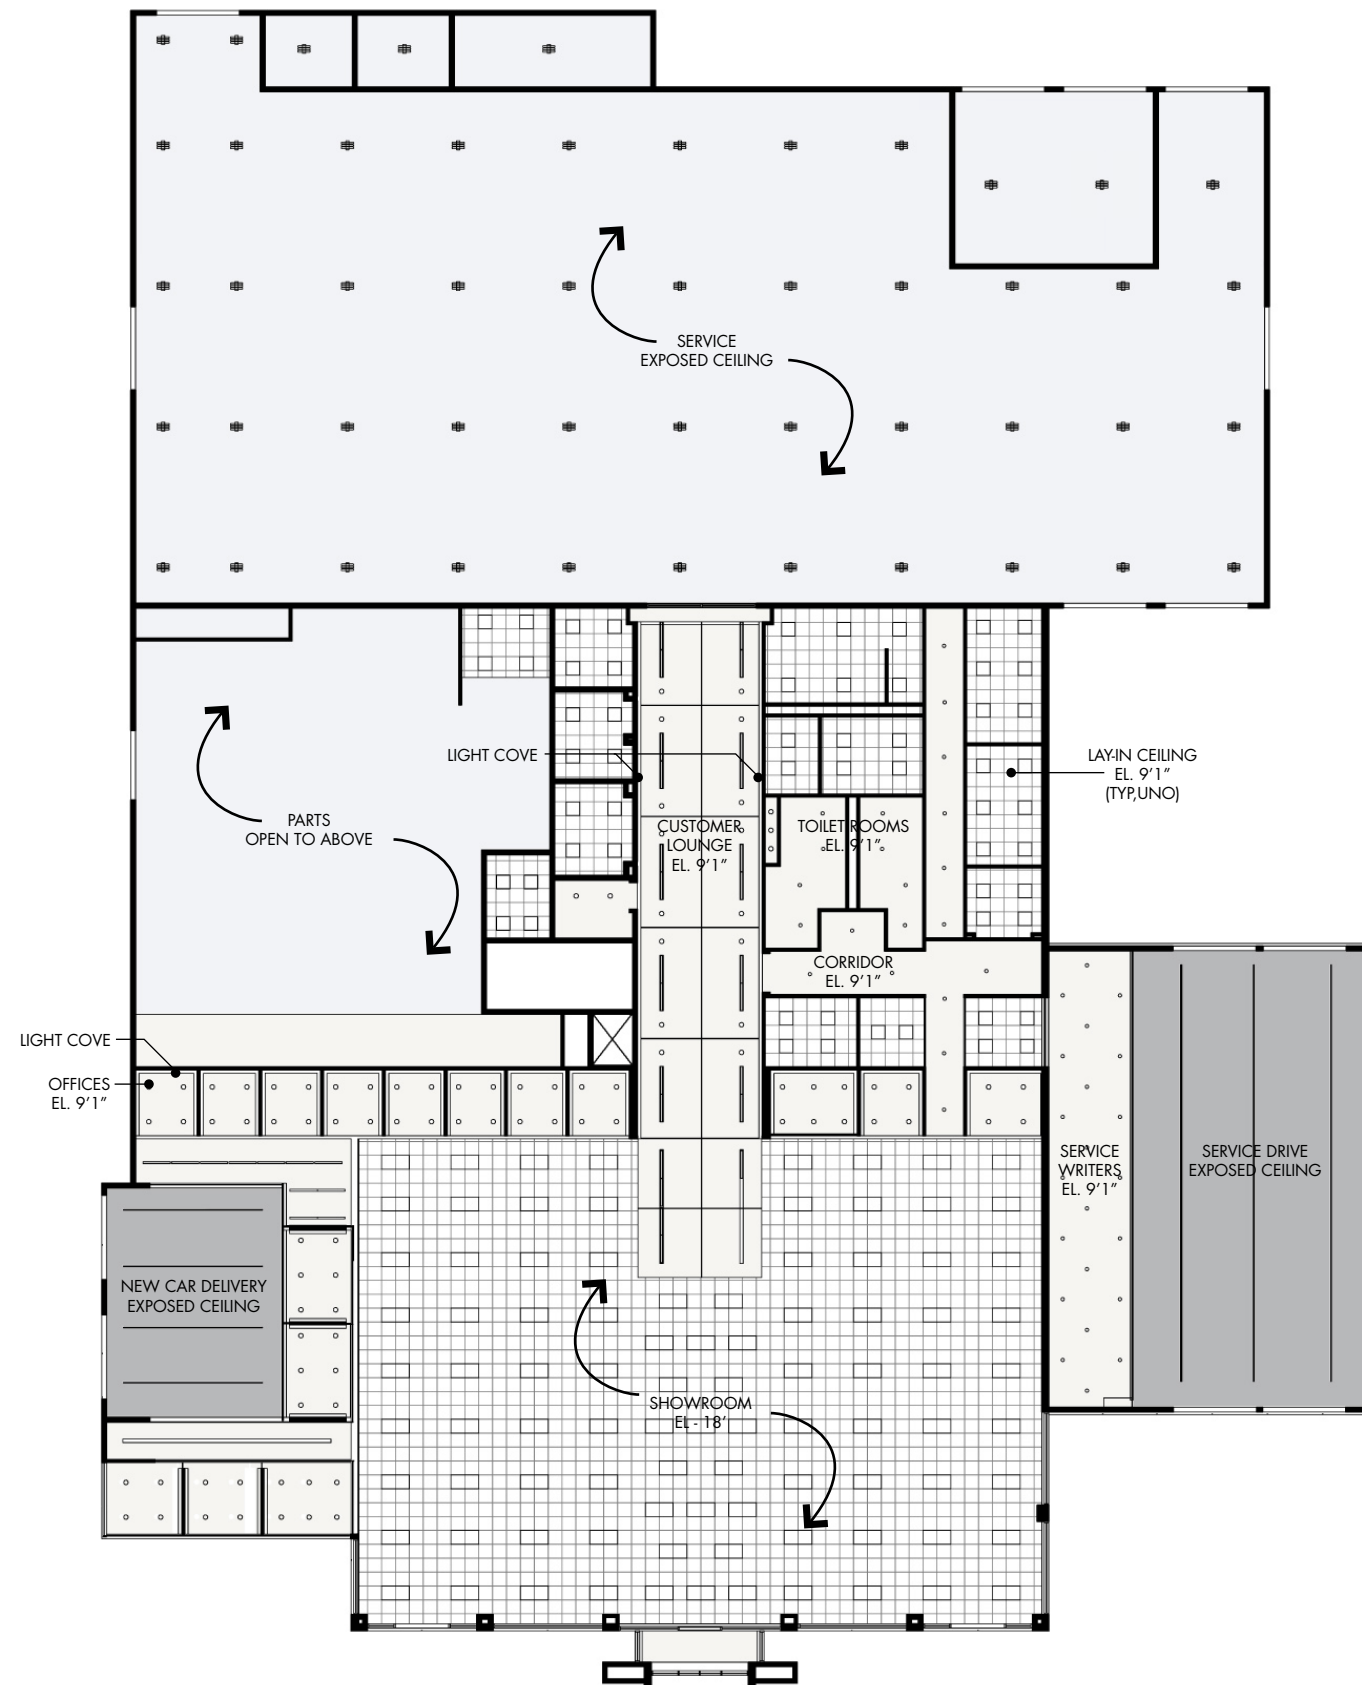 SERVICE
EXPOSED CEILING
LIGHT COVE
LAY-IN CEILING
EL. 9'1"
(TYP,UNO)
PARTS
OPEN TO ABOVE
CUSTOMER
LOUNGE
EL. 9'1"
TOILET ROOMS
EL. 9'1"
CORRIDOR
EL. 9'1"
LIGHT COVE
OFFICES
EL. 9'1"
SERVICE
WRITERS
EL. 9'1"
SERVICE DRIVE
EXPOSED CEILING
NEW CAR DELIVERY
EXPOSED CEILING
SHOWROOM
EL - 18'